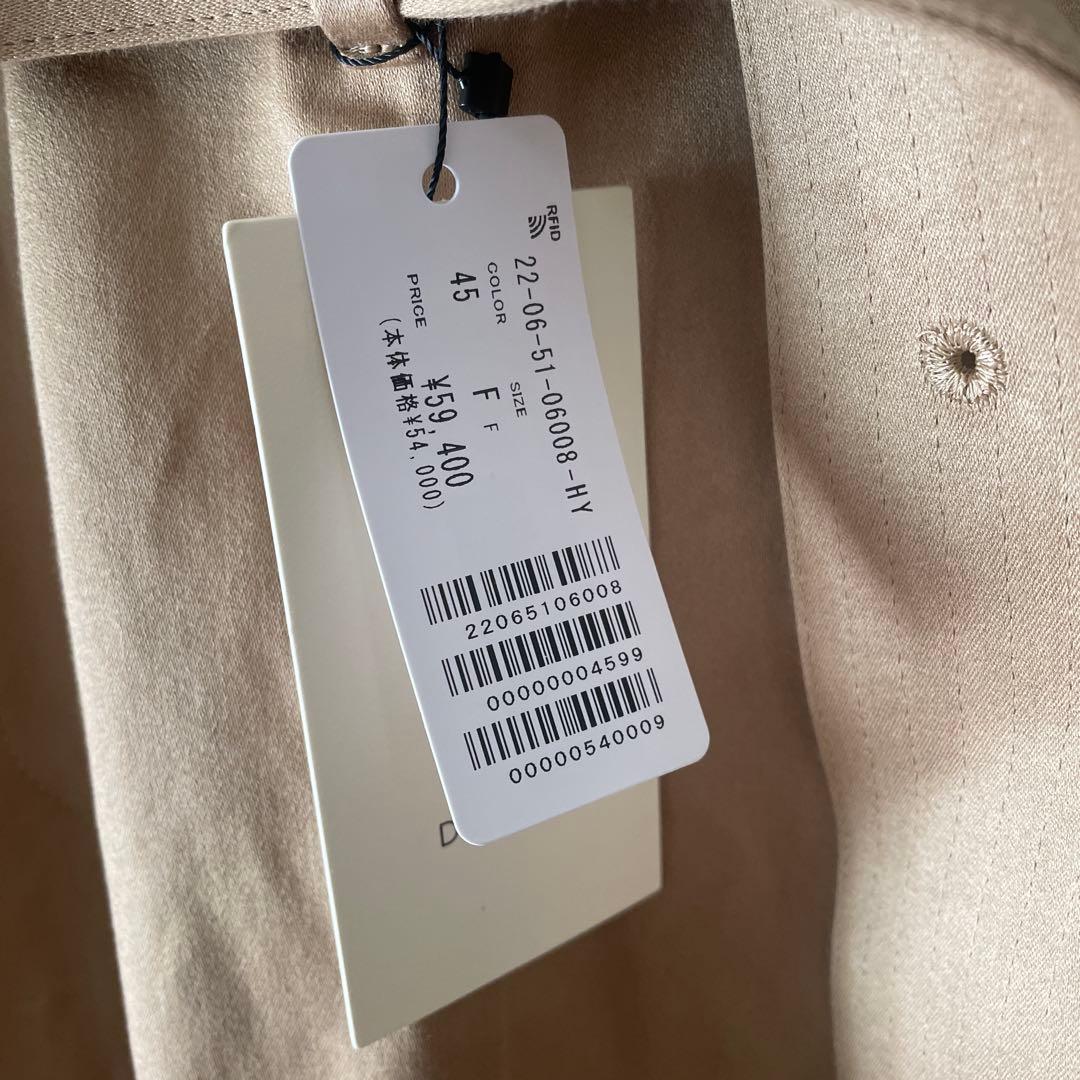 RFID
22-06-51-06008-HY
COLOR SIZE
45 F F
PRICE ¥59,400
(本体価格¥54,000)
22065106008
00000004599
00000540009
D